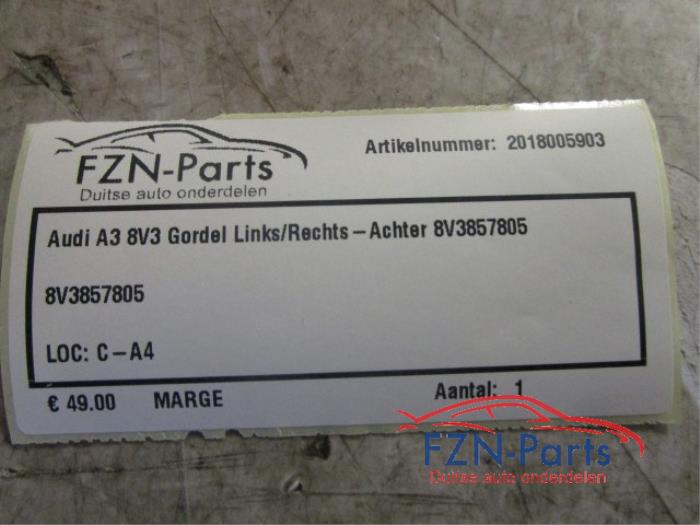 FZN-Parts
Duitse auto onderdelen
Artikelnummer: 2018005903
Audi A3 8V3 Gordel Links/Rechts-Achter 8V3857805
8V3857805
LOC: C-A4
€ 49.00 MARGE Aantal: 1
FZN-Parts
Duitse auto onderdelen